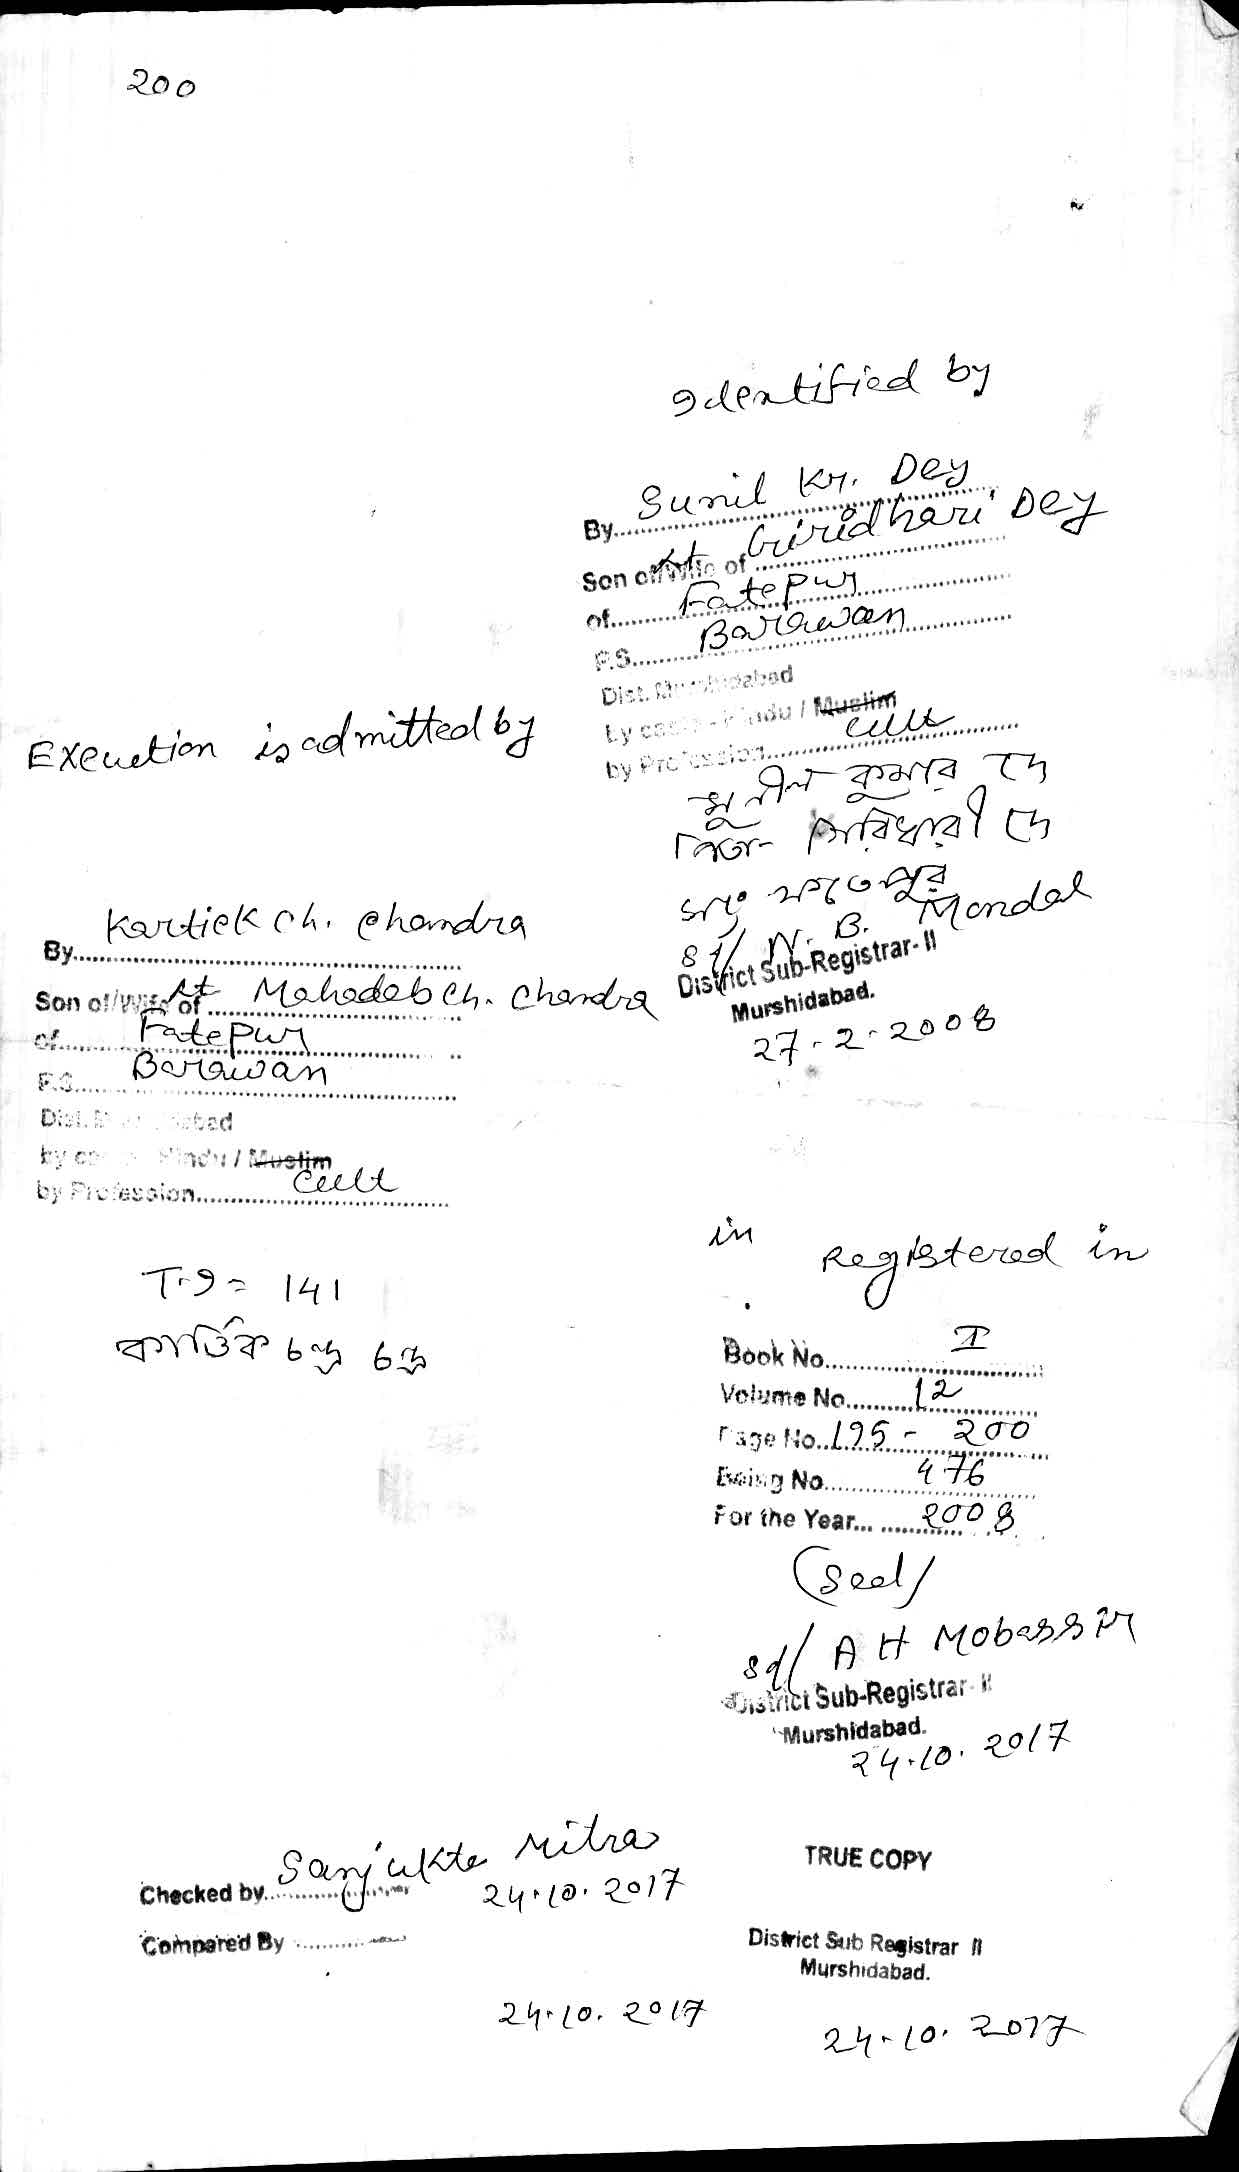 200
Identified by
By Sunil Kr. Dey
Son of/Wife of Lt Giridhari Dey
of Fatepur
P.S. Barawan
Dist. Murshidabad
by caste - Hindu / Muslim
by Profession cult
সুনীল কুমার দে
পিতা- গিরিধারী দে
সাং ফতেপুর
Sd/ N. B. Mondal
District Sub-Registrar- II
Murshidabad.
27-2-2008
Execution is admitted by
By Kartick Ch. Chandra
Son of/Wife of Lt Mahadeb Ch. Chandra
of Fatepur
P.S. Barawan
Dist. Murshidabad
by caste Hindu / Muslim
by Profession cult
T.I = 141
কার্ত্তিক চন্দ্র চন্দ্র
in Registered in
Book No. I
Volume No. 12
Page No. 195 - 200
Being No. 476
For the Year... 2008
(Seal)
Sd/ A H Mobassir
District Sub-Registrar- II
Murshidabad.
24.10.2017
Checked by Sanjukta Mitra
24.10.2017
Compared By
24.10.2017
TRUE COPY
District Sub Registrar II
Murshidabad.
24.10.2017